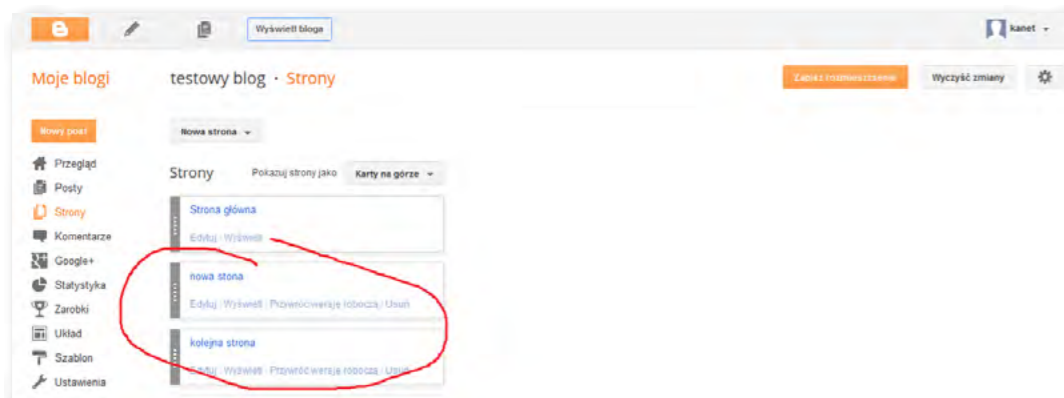 Wyświetl bloga
kanet
Moje blogi
testowy blog · Strony
Zapisz rozmieszczenie
Wyczyść zmiany
Nowy post
Nowa strona
Przegląd
Posty
Strony
Komentarze
Google+
Statystyka
Zarobki
Układ
Szablon
Ustawienia
Strony
Pokazuj strony jako
Karty na górze
Strona główna
Edytuj | Wyświetl
nowa stona
Edytuj | Wyświetl | Przywróć wersję roboczą | Usuń
kolejna strona
Edytuj | Wyświetl | Przywróć wersję roboczą | Usuń